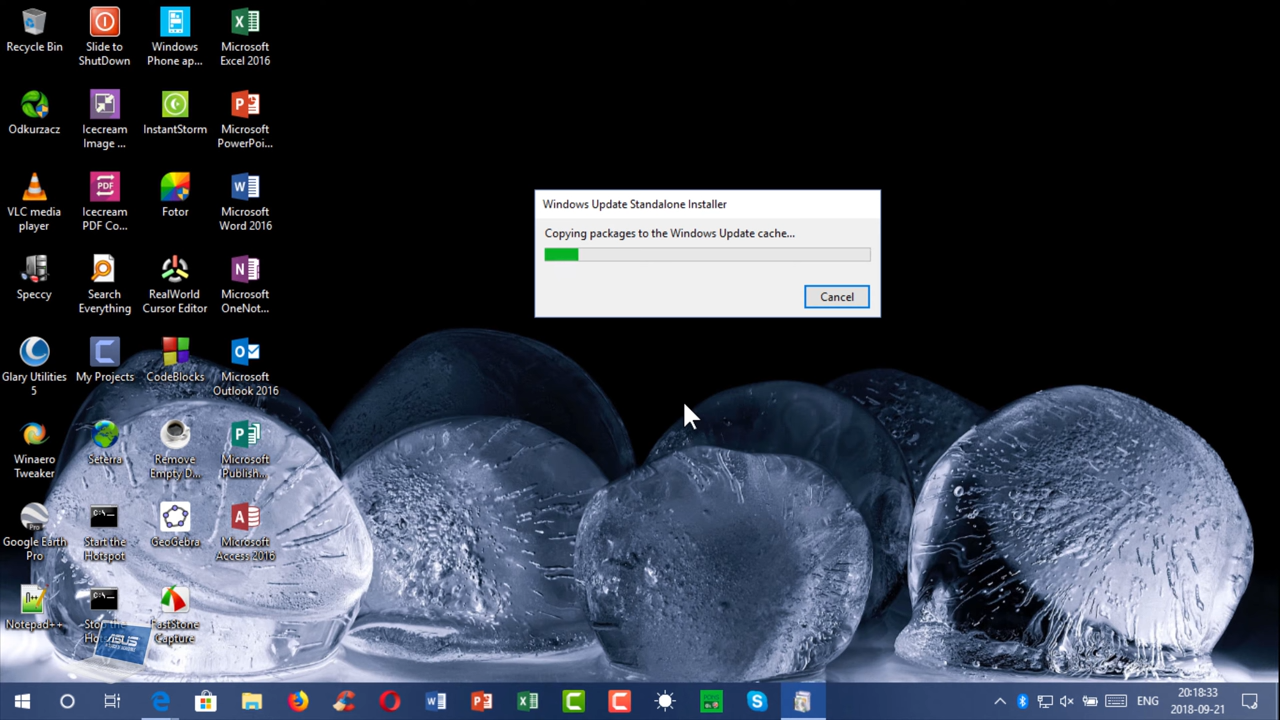 Recycle Bin
Slide to
ShutDown
Windows
Phone ap...
Microsoft
Excel 2016
Odkurzacz
Icecream
Image ...
InstantStorm
Microsoft
PowerPoi...
VLC media
player
PDF
Icecream
PDF Co...
Fotor
Microsoft
Word 2016
Speccy
Search
Everything
RealWorld
Cursor Editor
Microsoft
OneNot...
Glary Utilities
5
My Projects
CodeBlocks
Microsoft
Outlook 2016
Winaero
Tweaker
Seterra
Remove
Empty D...
Microsoft
Publish...
Pro
Google Earth
Pro
C:\-
Start the
Hotspot
GeoGebra
Microsoft
Access 2016
Notepad++
C:\-
FastStone
Capture
ASUS
Windows Update Standalone Installer
Copying packages to the Windows Update cache...
Cancel
ENG
20:18:33
2018-09-21